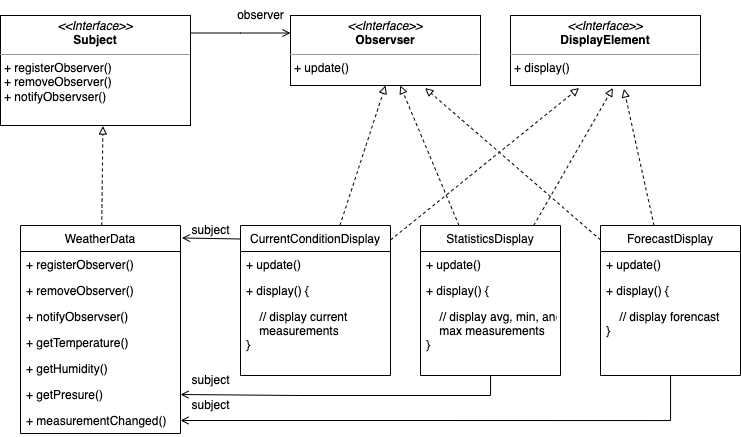 observer
<<Interface>>
Subject
+ registerObserver()
+ removeObserver()
+ notifyObservser()
<<Interface>>
Observser
+ update()
<<Interface>>
DisplayElement
+ display()
WeatherData
+ registerObserver()
+ removeObserver()
+ notifyObservser()
+ getTemperature()
+ getHumidity()
+ getPresure()
+ measurementChanged()
subject
CurrentConditionDisplay
+ update()
+ display() {
// display current
measurements
}
StatisticsDisplay
+ update()
+ display() {
// display avg, min, an
max measurements
}
ForecastDisplay
+ update()
+ display() {
// display forencast
}
subject
subject